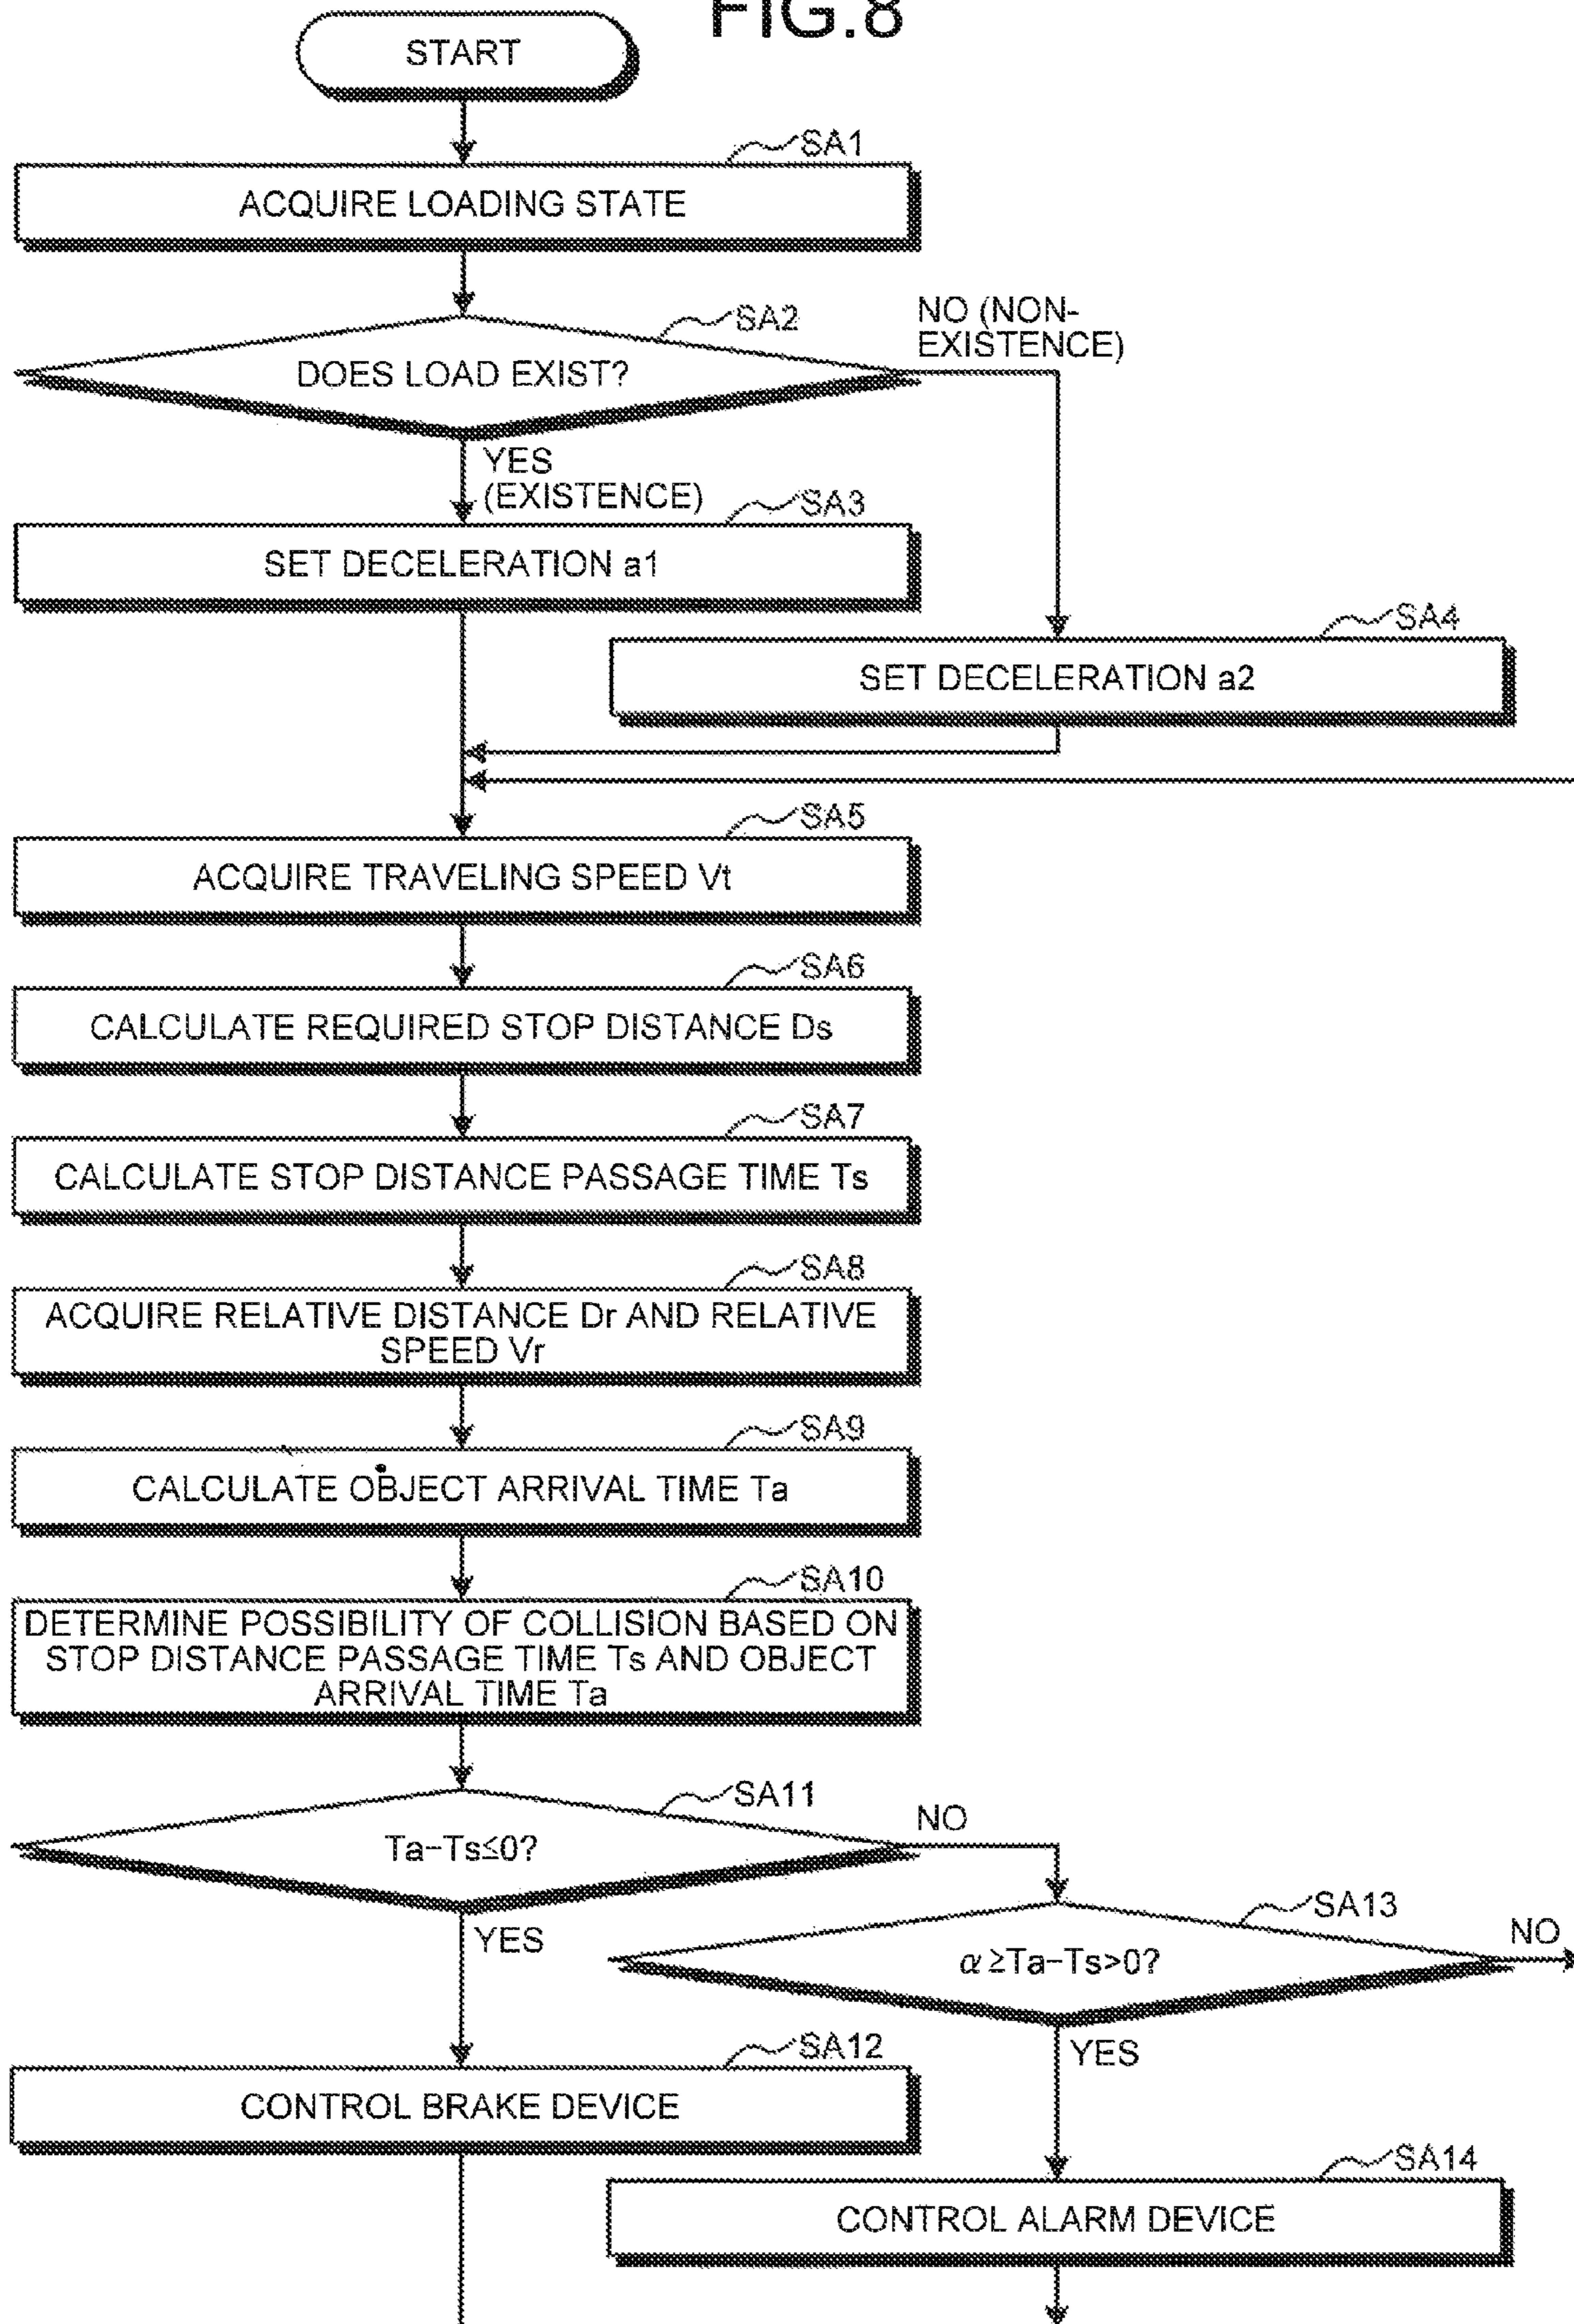 FIG.8
START
SA1
ACQUIRE LOADING STATE
SA2
NO (NON-
EXISTENCE)
DOES LOAD EXIST?
YES
(EXISTENCE)
SA3
SET DECELERATION a1
SA4
SET DECELERATION a2
SA5
ACQUIRE TRAVELING SPEED Vt
SA6
CALCULATE REQUIRED STOP DISTANCE Ds
SA7
CALCULATE STOP DISTANCE PASSAGE TIME Ts
SA8
ACQUIRE RELATIVE DISTANCE Dr AND RELATIVE
SPEED Vr
SA9
CALCULATE OBJECT ARRIVAL TIME Ta
SA10
DETERMINE POSSIBILITY OF COLLISION BASED ON
STOP DISTANCE PASSAGE TIME Ts AND OBJECT
ARRIVAL TIME Ta
SA11
NO
Ta−Ts≤0?
YES
SA13
NO
α≥Ta−Ts>0?
YES
SA12
CONTROL BRAKE DEVICE
SA14
CONTROL ALARM DEVICE